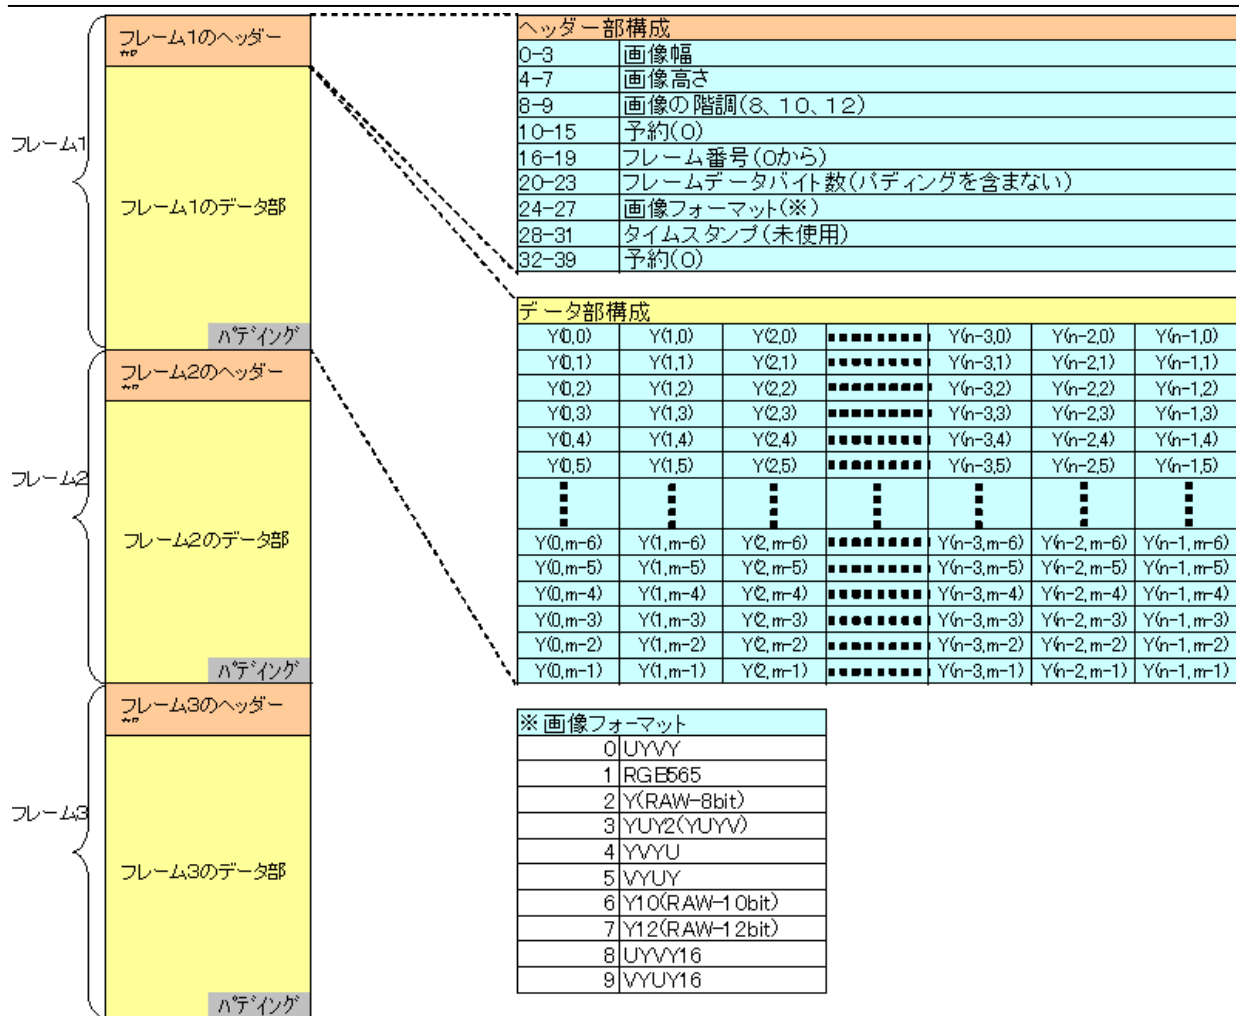 フレーム1
フレーム1のヘッダー
フレーム1のデータ部
パディング
フレーム2
フレーム2のヘッダー
フレーム2のデータ部
パディング
フレーム3
フレーム3のヘッダー
フレーム3のデータ部
パディング
ヘッダー部構成
0-3 画像幅
4-7 画像高さ
8-9 画像の階調(8、10、12)
10-15 予約(0)
16-19 フレーム番号(0から)
20-23 フレームデータバイト数(パディングを含まない)
24-27 画像フォーマット(※)
28-31 タイムスタンプ(未使用)
32-39 予約(0)
データ部構成
Y(0,0) Y(1,0) Y(2,0) Y(n-3,0) Y(n-2,0) Y(n-1,0)
Y(0,1) Y(1,1) Y(2,1) Y(n-3,1) Y(n-2,1) Y(n-1,1)
Y(0,2) Y(1,2) Y(2,2) Y(n-3,2) Y(n-2,2) Y(n-1,2)
Y(0,3) Y(1,3) Y(2,3) Y(n-3,3) Y(n-2,3) Y(n-1,3)
Y(0,4) Y(1,4) Y(2,4) Y(n-3,4) Y(n-2,4) Y(n-1,4)
Y(0,5) Y(1,5) Y(2,5) Y(n-3,5) Y(n-2,5) Y(n-1,5)
Y(0,m-6) Y(1,m-6) Y(2,m-6) Y(n-3,m-6) Y(n-2,m-6) Y(n-1,m-6)
Y(0,m-5) Y(1,m-5) Y(2,m-5) Y(n-3,m-5) Y(n-2,m-5) Y(n-1,m-5)
Y(0,m-4) Y(1,m-4) Y(2,m-4) Y(n-3,m-4) Y(n-2,m-4) Y(n-1,m-4)
Y(0,m-3) Y(1,m-3) Y(2,m-3) Y(n-3,m-3) Y(n-2,m-3) Y(n-1,m-3)
Y(0,m-2) Y(1,m-2) Y(2,m-2) Y(n-3,m-2) Y(n-2,m-2) Y(n-1,m-2)
Y(0,m-1) Y(1,m-1) Y(2,m-1) Y(n-3,m-1) Y(n-2,m-1) Y(n-1,m-1)
※画像フォーマット
0 UYVY
1 RGB565
2 Y(RAW-8bit)
3 YUY2(YUYV)
4 YVYU
5 VYUY
6 Y10(RAW-10bit)
7 Y12(RAW-12bit)
8 UYVY16
9 VYUY16